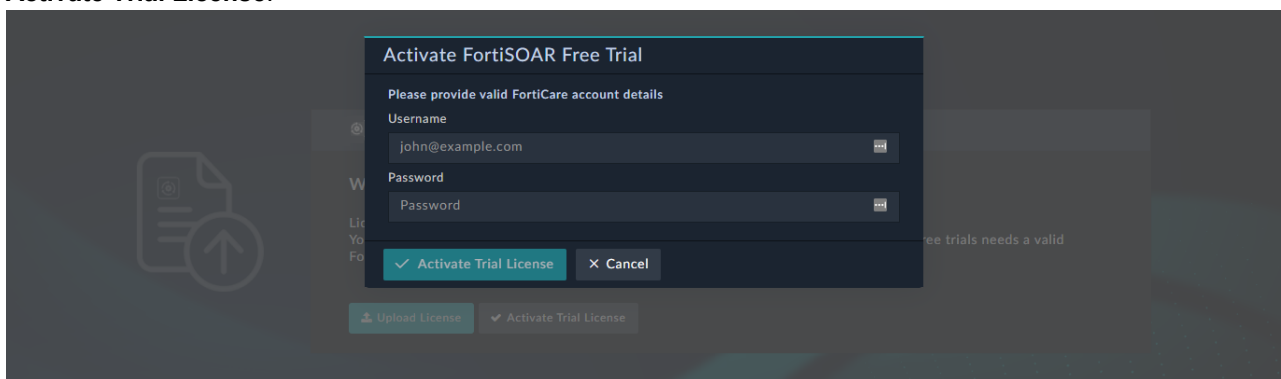 Activate Trial License.
Activate FortiSOAR Free Trial
Please provide valid FortiCare account details
Username
john@example.com
Password
Password
Activate Trial License
Cancel
ree trials needs a valid
Upload License
Activate Trial License